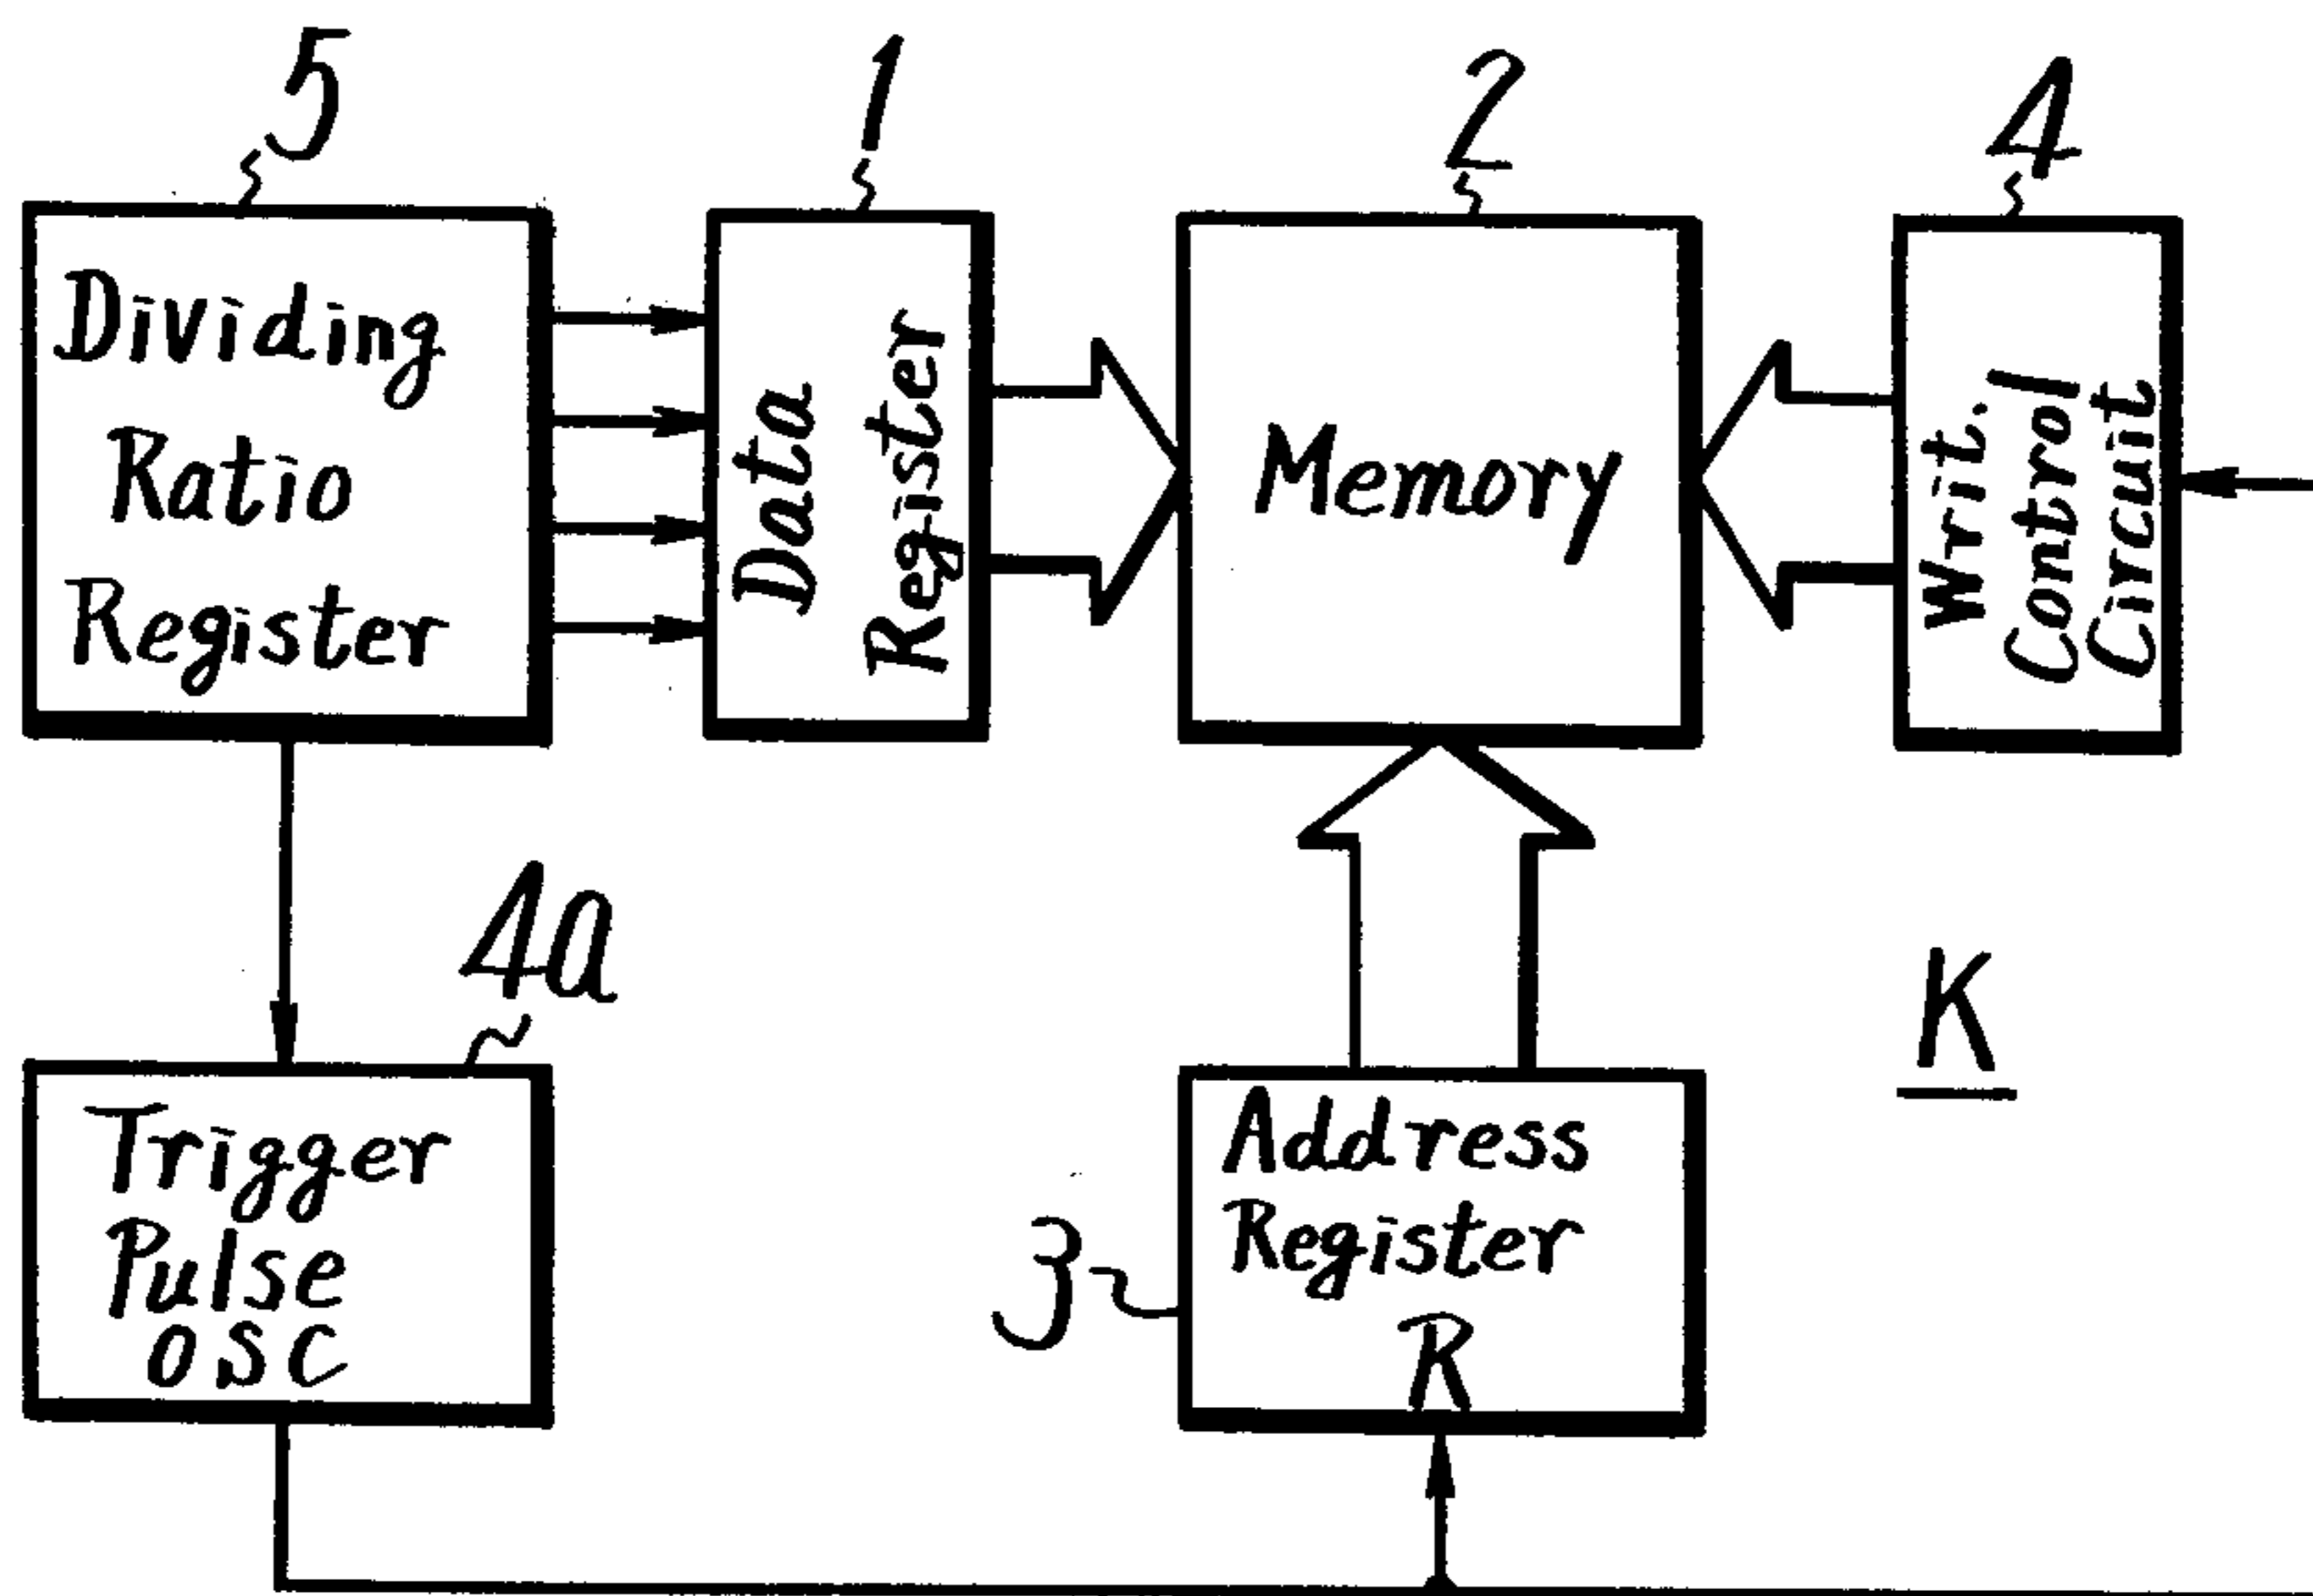 5
1
2
4
Dividing
Ratio
Register
Data
Register
Memory
Writ.
Control
Circuit
4a
K
Trigger
Pulse
OSC
3
Address
Register
R